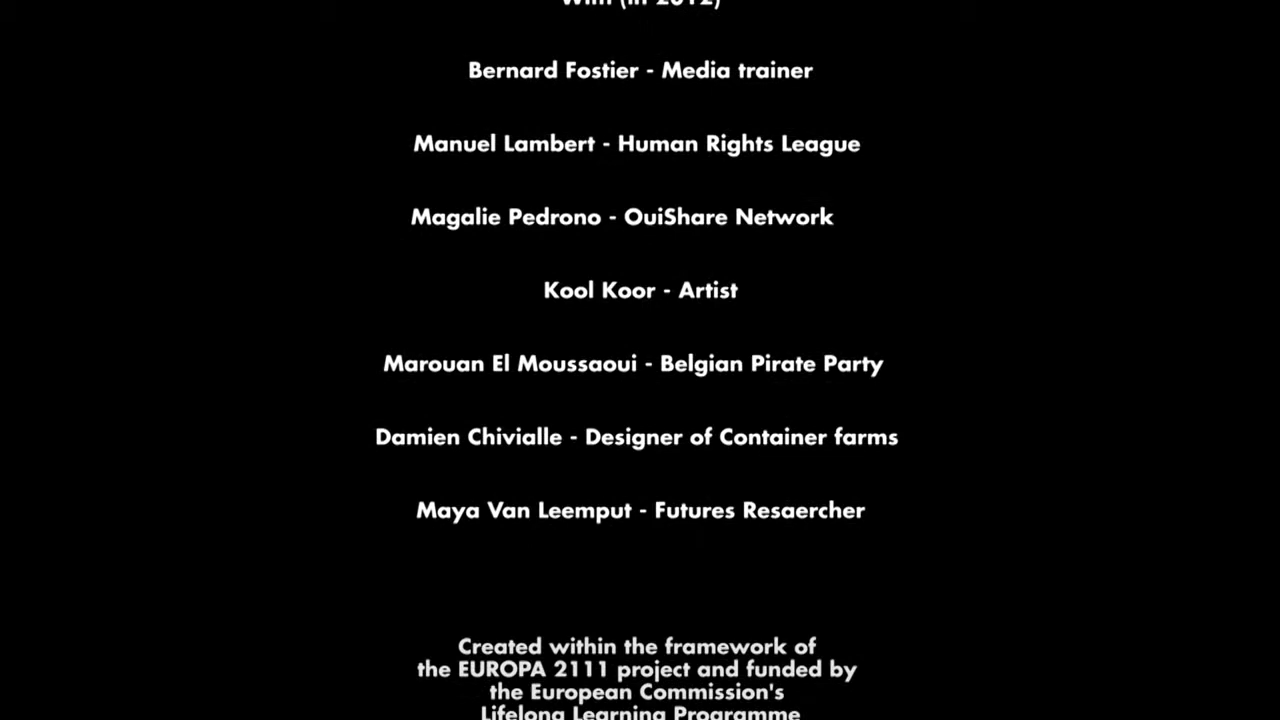 With (in 2012)
Bernard Fostier - Media trainer
Manuel Lambert - Human Rights League
Magalie Pedrono - OuiShare Network
Kool Koor - Artist
Marouan El Moussaoui - Belgian Pirate Party
Damien Chivialle - Designer of Container farms
Maya Van Leemput - Futures Resaercher
Created within the framework of
the EUROPA 2111 project and funded by
the European Commission's
Lifelong Learning Programme